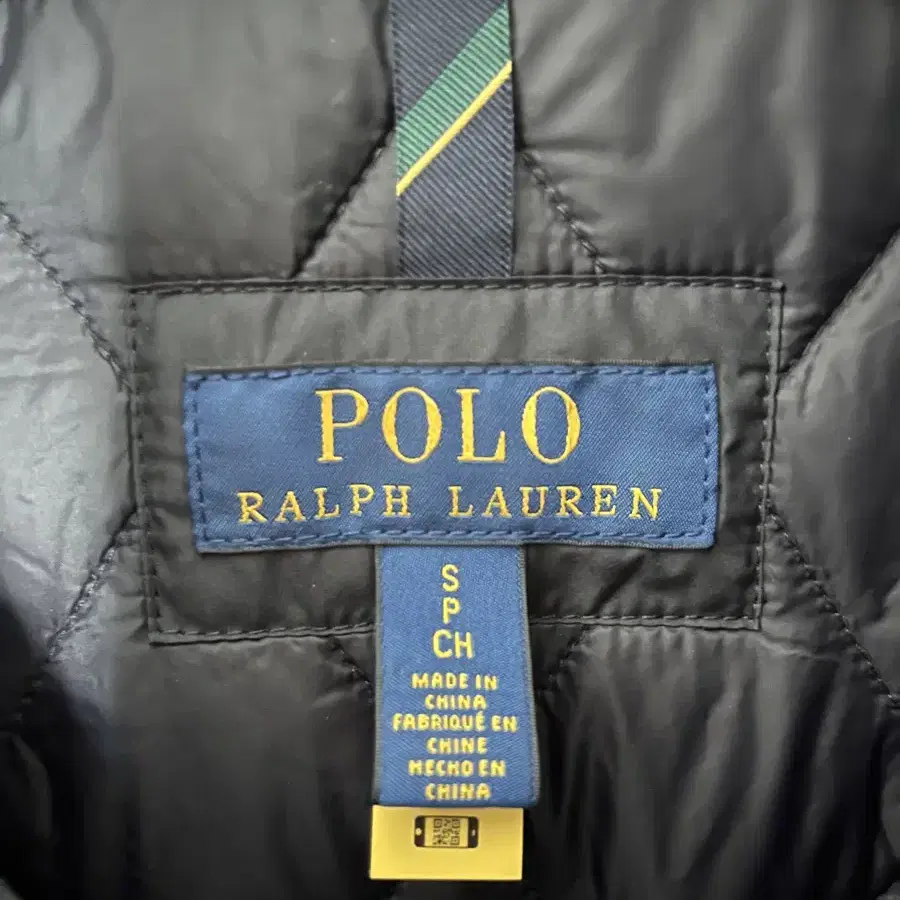 POLO
RALPH LAUREN
S
P
CH
MADE IN
CHINA
FABRIQUÉ EN
CHINE
HECHO EN
CHINA